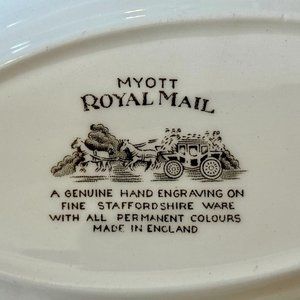 MYOTT
ROYAL MAIL
A GENUINE HAND ENGRAVING ON
FINE STAFFORDSHIRE WARE
WITH ALL PERMANENT COLOURS
MADE IN ENGLAND